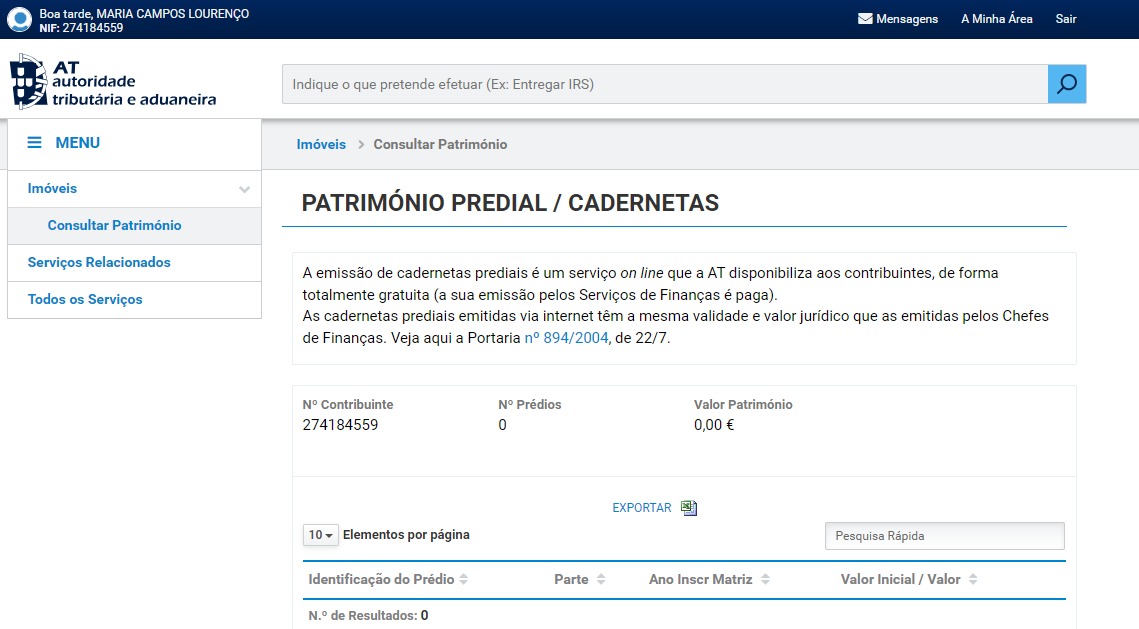 Boa tarde, MARIA CAMPOS LOURENÇO
NIF: 274184559
Mensagens
A Minha Área
Sair
AT
autoridade
tributária e aduaneira
Indique o que pretende efetuar (Ex: Entregar IRS)
MENU
Imóveis
Consultar Património
Serviços Relacionados
Todos os Serviços
Imóveis > Consultar Património
PATRIMÓNIO PREDIAL / CADERNETAS
A emissão de cadernetas prediais é um serviço on line que a AT disponibiliza aos contribuintes, de forma
totalmente gratuita (a sua emissão pelos Serviços de Finanças é paga).
As cadernetas prediais emitidas via internet têm a mesma validade e valor jurídico que as emitidas pelos Chefes
de Finanças. Veja aqui a Portaria nº 894/2004, de 22/7.
Nº Contribuinte
274184559
Nº Prédios
0
Valor Património
0,00 €
EXPORTAR
10 Elementos por página
Pesquisa Rápida
Identificação do Prédio
Parte
Ano Inscr Matriz
Valor Inicial / Valor
N.º de Resultados: 0